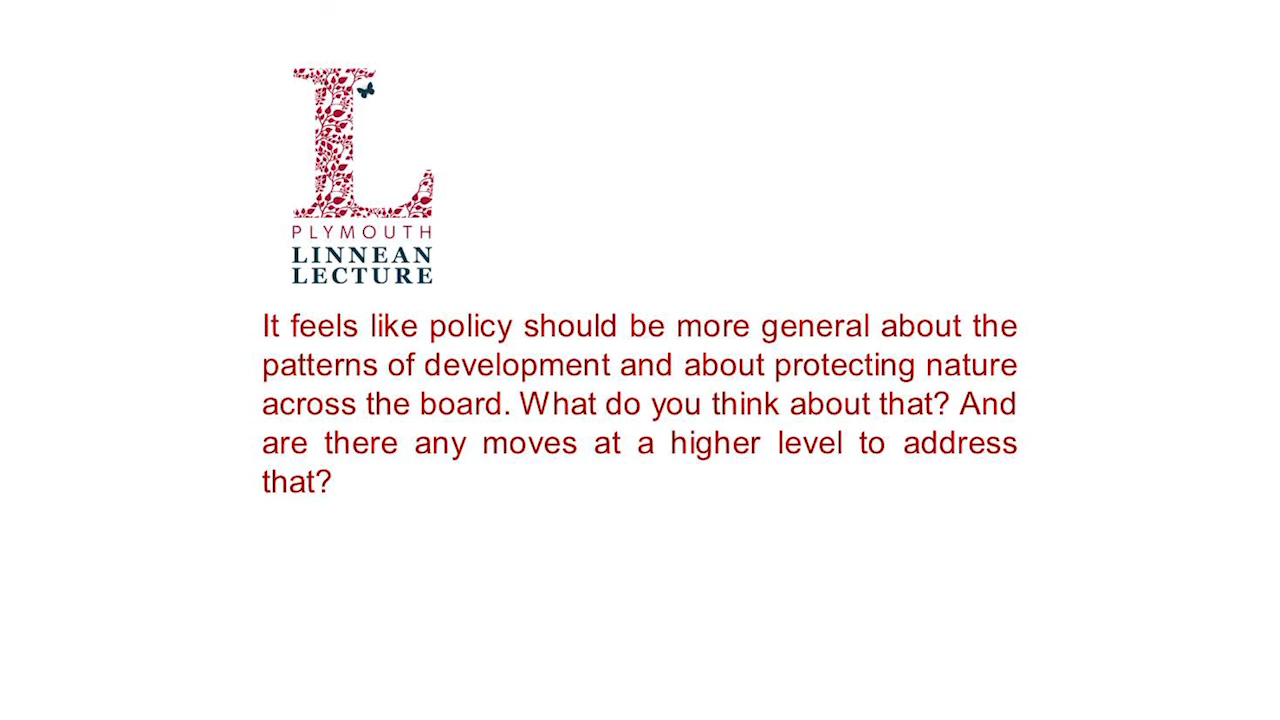 L
PLYMOUTH
LINNEAN
LECTURE
It feels like policy should be more general about the
patterns of development and about protecting nature
across the board. What do you think about that? And
are there any moves at a higher level to address
that?